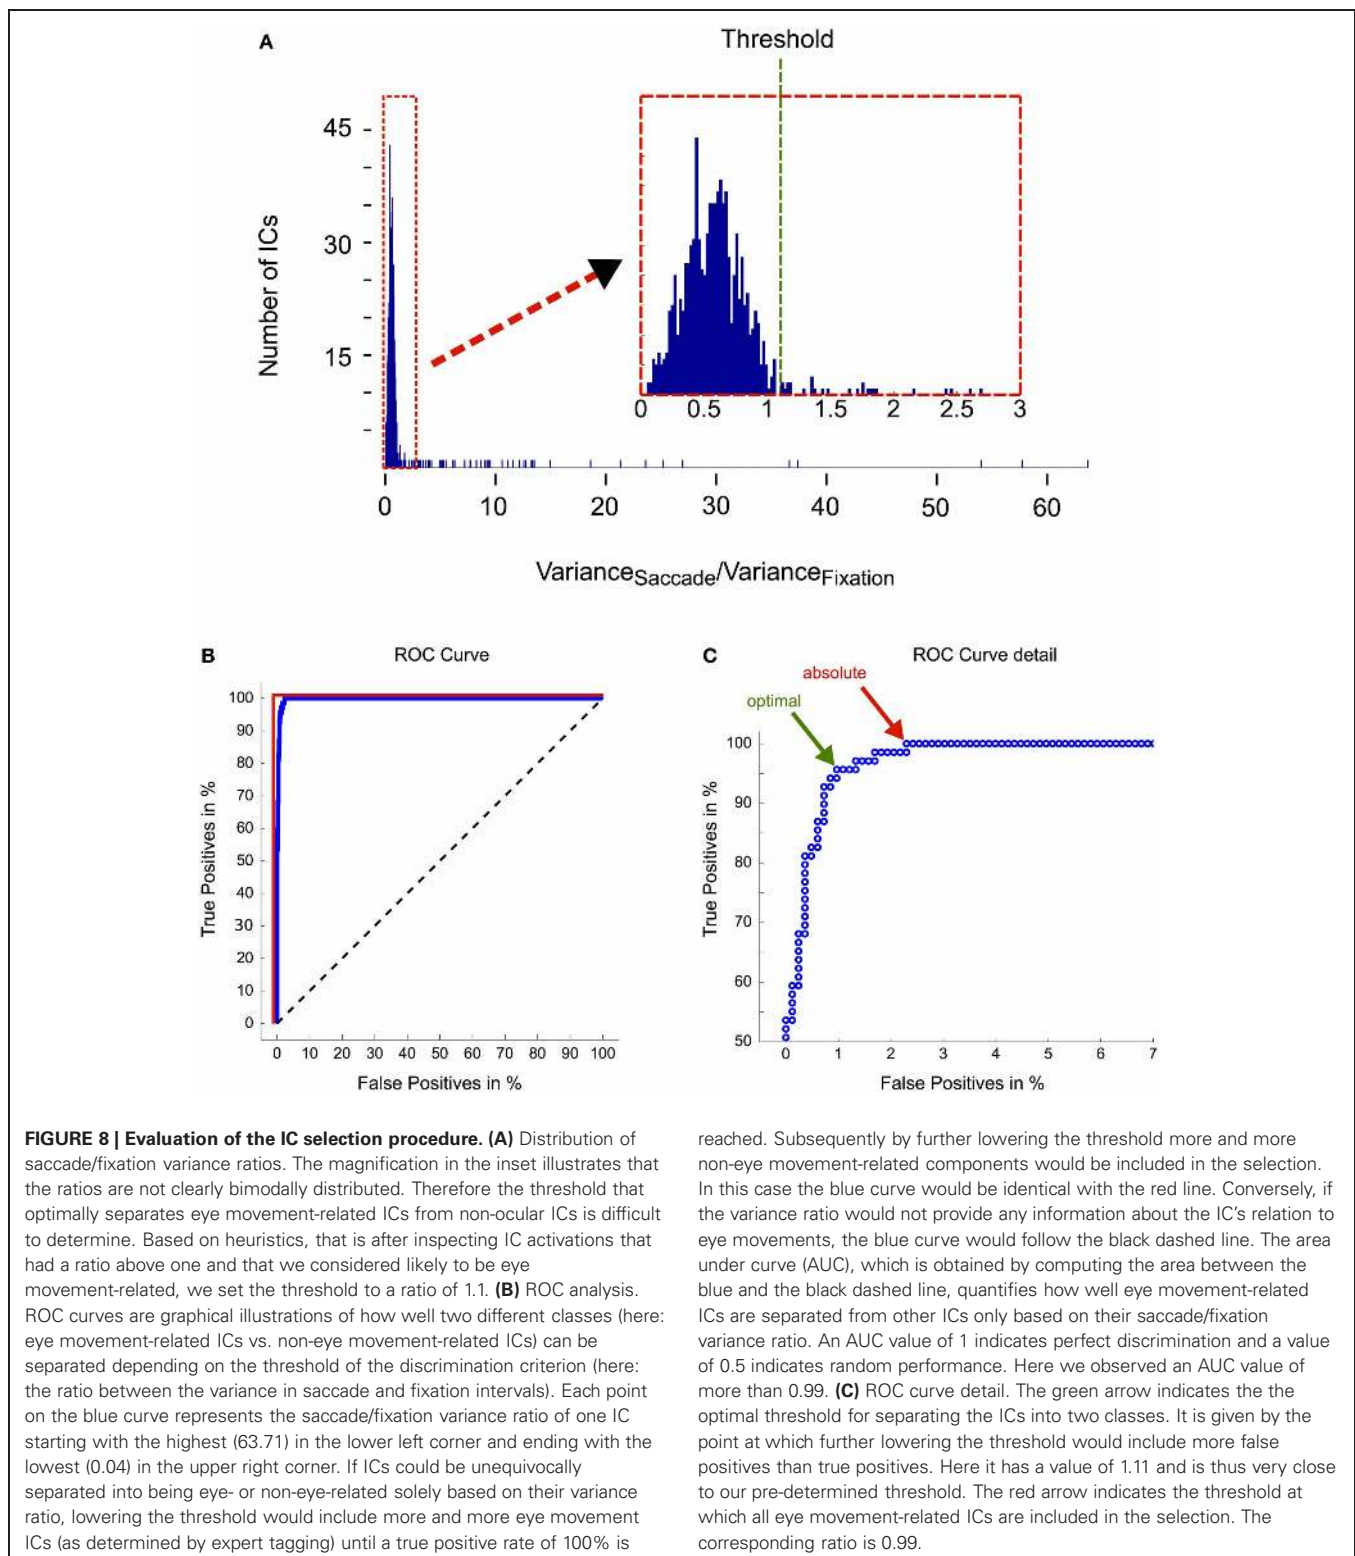 A
Threshold
45
30
15
Number of ICs
0 0.5 1 1.5 2 2.5 3
0 10 20 30 40 50 60
VarianceSaccade/VarianceFixation
B
ROC Curve
100
90
80
70
60
50
40
30
20
10
0
True Positives in %
0 10 20 30 40 50 60 70 80 90 100
False Positives in %
C
ROC Curve detail
absolute
optimal
100
90
80
70
60
50
True Positives in %
0 1 2 3 4 5 6 7
False Positives in %
FIGURE 8 | Evaluation of the IC selection procedure. (A) Distribution of
saccade/fixation variance ratios. The magnification in the inset illustrates that
the ratios are not clearly bimodally distributed. Therefore the threshold that
optimally separates eye movement-related ICs from non-ocular ICs is difficult
to determine. Based on heuristics, that is after inspecting IC activations that
had a ratio above one and that we considered likely to be eye
movement-related, we set the threshold to a ratio of 1.1. (B) ROC analysis.
ROC curves are graphical illustrations of how well two different classes (here:
eye movement-related ICs vs. non-eye movement-related ICs) can be
separated depending on the threshold of the discrimination criterion (here:
the ratio between the variance in saccade and fixation intervals). Each point
on the blue curve represents the saccade/fixation variance ratio of one IC
starting with the highest (63.71) in the lower left corner and ending with the
lowest (0.04) in the upper right corner. If ICs could be unequivocally
separated into being eye- or non-eye-related solely based on their variance
ratio, lowering the threshold would include more and more eye movement
ICs (as determined by expert tagging) until a true positive rate of 100% is
reached. Subsequently by further lowering the threshold more and more
non-eye movement-related components would be included in the selection.
In this case the blue curve would be identical with the red line. Conversely, if
the variance ratio would not provide any information about the IC's relation to
eye movements, the blue curve would follow the black dashed line. The area
under curve (AUC), which is obtained by computing the area between the
blue and the black dashed line, quantifies how well eye movement-related
ICs are separated from other ICs only based on their saccade/fixation
variance ratio. An AUC value of 1 indicates perfect discrimination and a value
of 0.5 indicates random performance. Here we observed an AUC value of
more than 0.99. (C) ROC curve detail. The green arrow indicates the the
optimal threshold for separating the ICs into two classes. It is given by the
point at which further lowering the threshold would include more false
positives than true positives. Here it has a value of 1.11 and is thus very close
to our pre-determined threshold. The red arrow indicates the threshold at
which all eye movement-related ICs are included in the selection. The
corresponding ratio is 0.99.